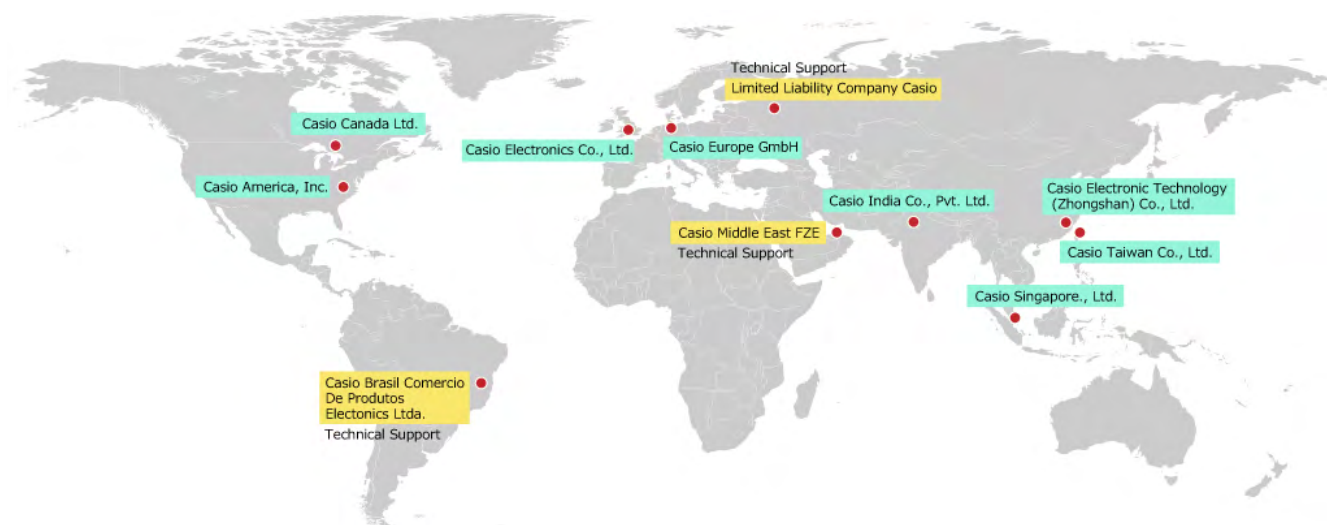 Technical Support
Limited Liability Company Casio
Casio Canada Ltd.
Casio Electronics Co., Ltd.
Casio Europe GmbH
Casio America, Inc.
Casio India Co., Pvt. Ltd.
Casio Electronic Technology
(Zhongshan) Co., Ltd.
Casio Middle East FZE
Technical Support
Casio Taiwan Co., Ltd.
Casio Singapore., Ltd.
Casio Brasil Comercio
De Produtos
Electonics Ltda.
Technical Support